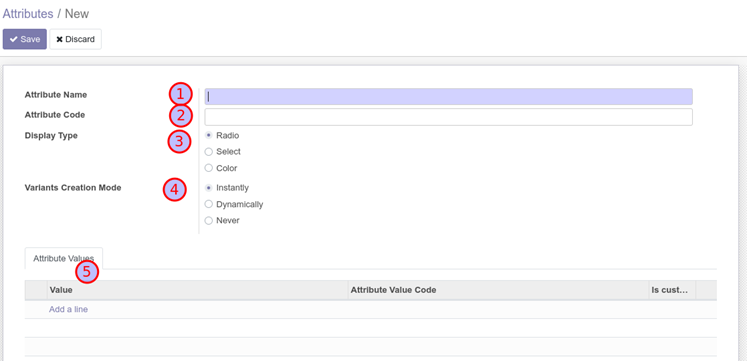 Attributes / New
Save Discard
Attribute Name 1
Attribute Code 2
Display Type 3 Radio
Select
Color
Variants Creation Mode 4 Instantly
Dynamically
Never
Attribute Values
5
Value Attribute Value Code Is cust...
Add a line